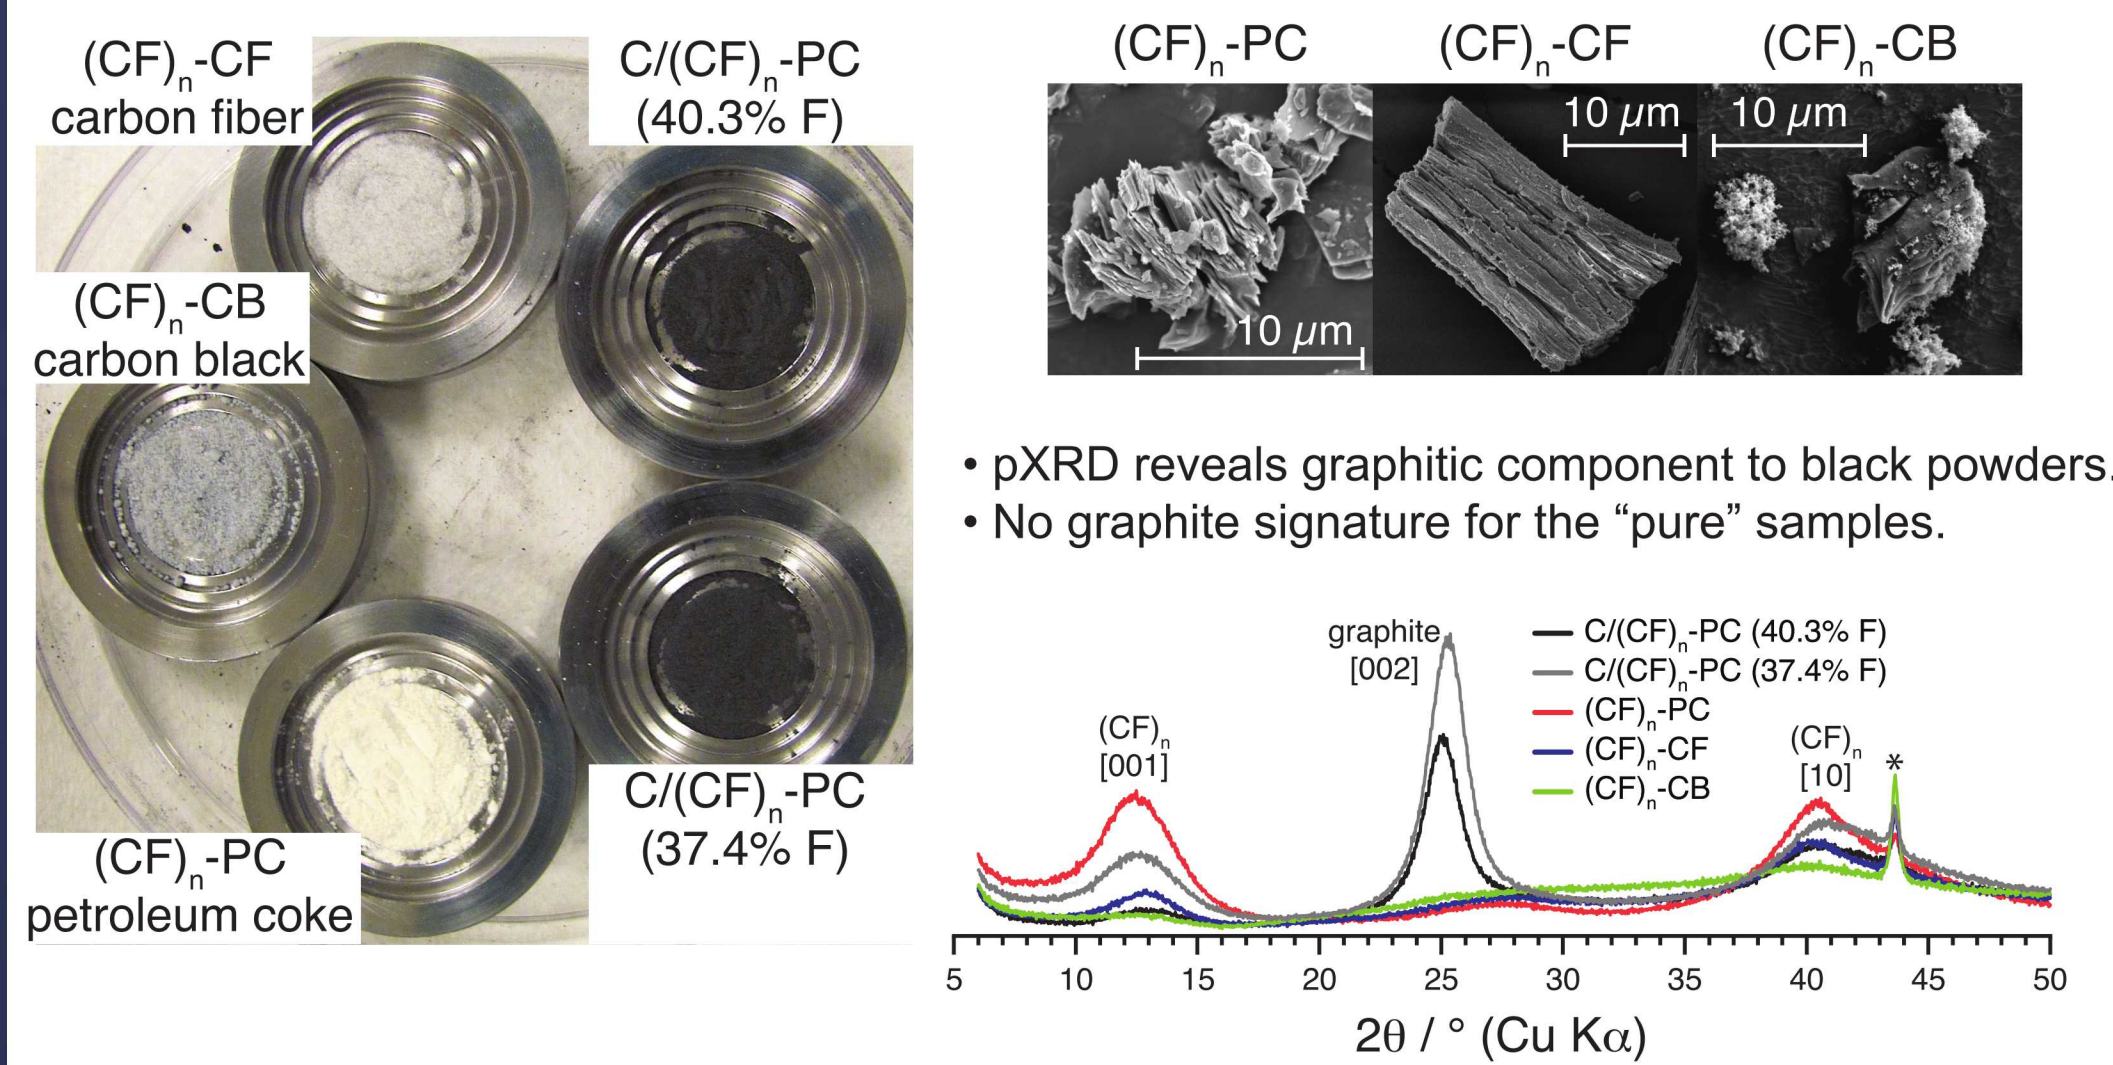 (CF)n-CF
carbon fiber
C/(CF)n-PC
(40.3% F)
(CF)n-CB
carbon black
(CF)n-PC
petroleum coke
C/(CF)n-PC
(37.4% F)
(CF)n-PC
(CF)n-CF
(CF)n-CB
10 µm
10 µm
10 µm
• pXRD reveals graphitic component to black powders.
• No graphite signature for the “pure” samples.
graphite
[002]
(CF)n
[001]
(CF)n
[10]
*
C/(CF)n-PC (40.3% F)
C/(CF)n-PC (37.4% F)
(CF)n-PC
(CF)n-CF
(CF)n-CB
5 10 15 20 25 30 35 40 45 50
2θ / ° (Cu Kα)